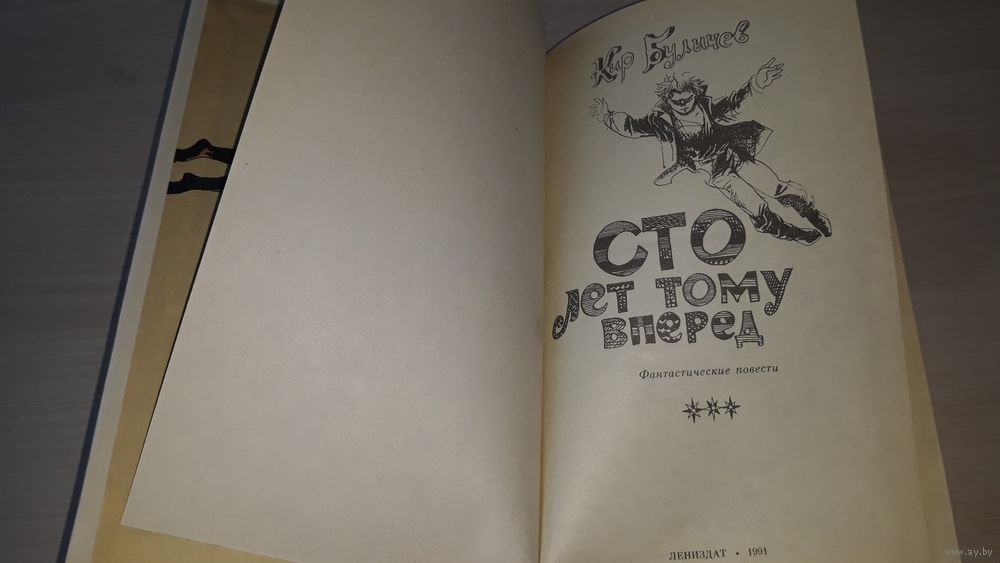 Кир Булычев
СТО
лет тому
вперед
Фантастические повести
ЛЕНИЗДАТ • 1991
www.ay.by